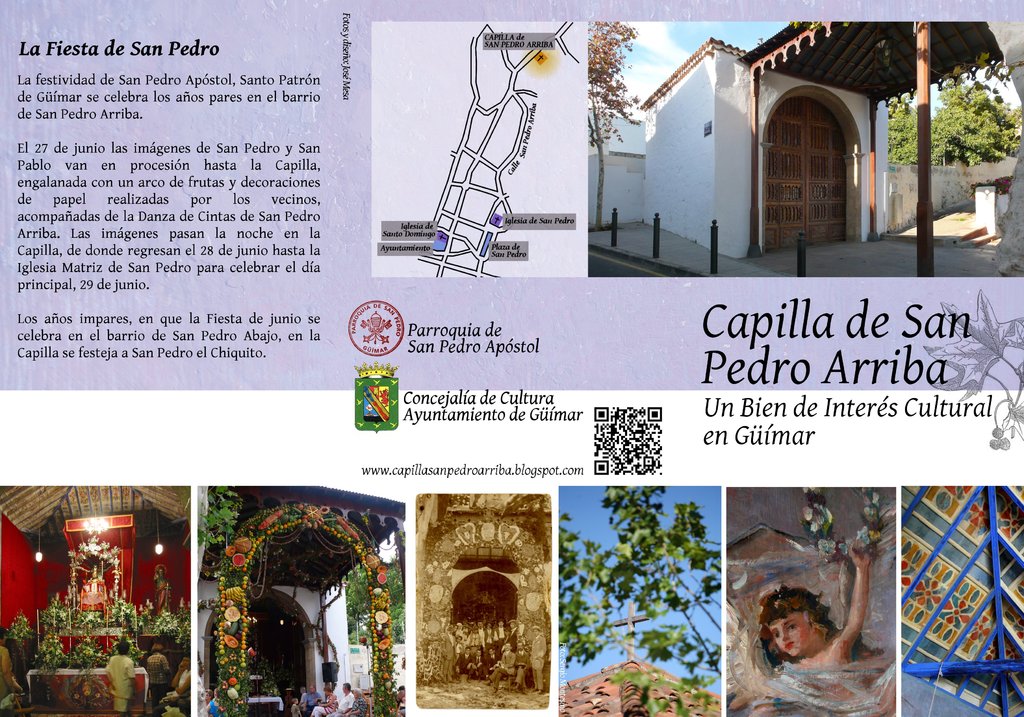 La Fiesta de San Pedro
La festividad de San Pedro Apóstol, Santo Patrón
de Güímar se celebra los años pares en el barrio
de San Pedro Arriba.
El 27 de junio las imágenes de San Pedro y San
Pablo van en procesión hasta la Capilla,
engalanada con un arco de frutas y decoraciones
de papel realizadas por los vecinos,
acompañadas de la Danza de Cintas de San Pedro
Arriba. Las imágenes pasan la noche en la
Capilla, de donde regresan el 28 de junio hasta la
Iglesia Matriz de San Pedro para celebrar el día
principal, 29 de junio.
Los años impares, en que la Fiesta de junio se
celebra en el barrio de San Pedro Abajo, en la
Capilla se festeja a San Pedro el Chiquito.
Fotos y diseño: José Mesa
CAPILLA de
SAN PEDRO ARRIBA
Calle San Pedro Arriba
Iglesia de San Pedro
Iglesia de
Santo Domingo
Ayuntamiento
Plaza de
San Pedro
PARROQUIA DE SAN PEDRO
GÜÍMAR
Parroquia de
San Pedro Apóstol
Concejalía de Cultura
Ayuntamiento de Güímar
www.capillasanpedroarriba.blogspot.com
Capilla de San
Pedro Arriba
Un Bien de Interés Cultural
en Güímar